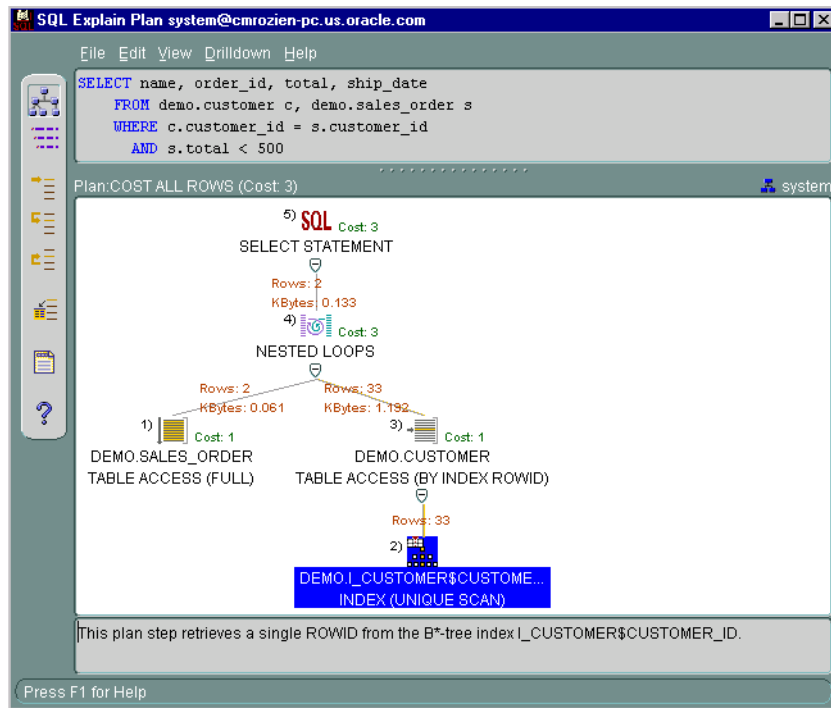 SQL Explain Plan system@cmrozien-pc.us.oracle.com
File Edit View Drilldown Help
SELECT name, order_id, total, ship_date
FROM demo.customer c, demo.sales_order s
WHERE c.customer_id = s.customer_id
AND s.total < 500
Plan:COST ALL ROWS (Cost: 3)
system
5) SQL Cost: 3
SELECT STATEMENT
Rows: 2
KBytes: 0.133
4) Cost: 3
NESTED LOOPS
Rows: 2 Rows: 33
KBytes: 0.061 KBytes: 1.192
1) Cost: 1 3) Cost: 1
DEMO.SALES_ORDER DEMO.CUSTOMER
TABLE ACCESS (FULL) TABLE ACCESS (BY INDEX ROWID)
Rows: 33
2)
DEMO.I_CUSTOMER$CUSTOME...
INDEX (UNIQUE SCAN)
This plan step retrieves a single ROWID from the B*-tree index I_CUSTOMER$CUSTOMER_ID.
Press F1 for Help